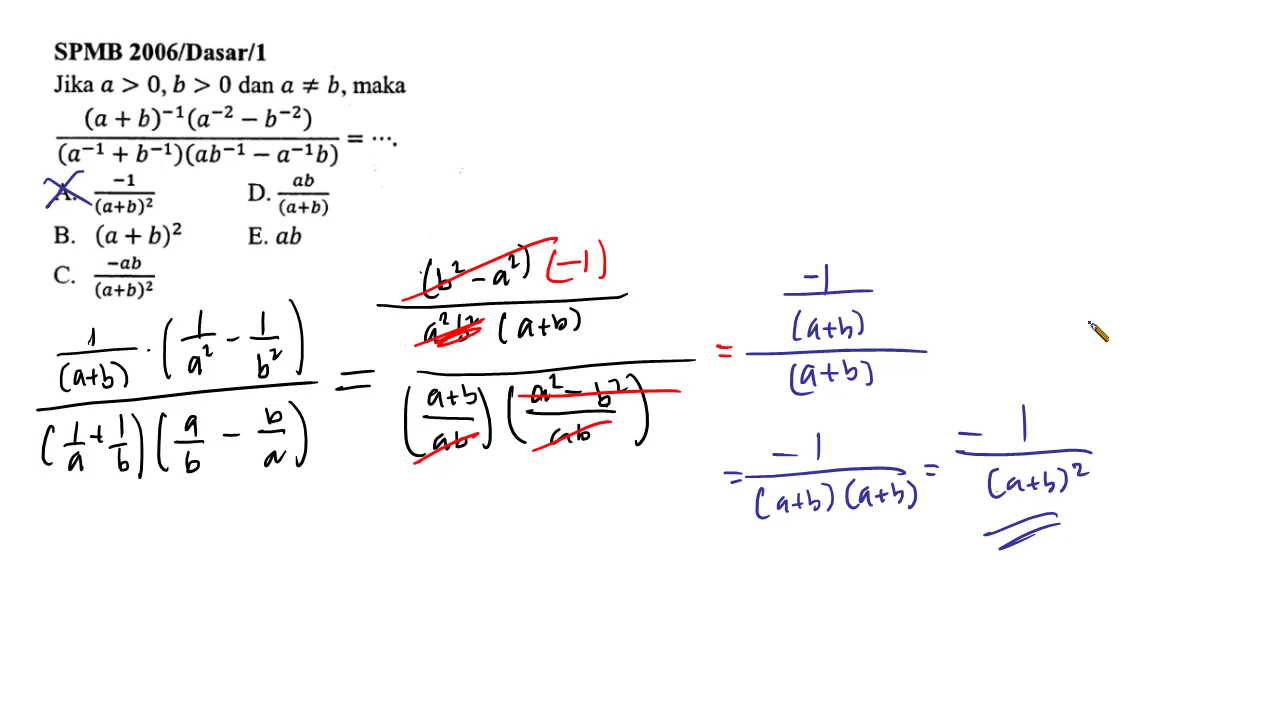 SPMB 2006/Dasar/1
Jika a > 0, b > 0 dan a ≠ b, maka
(a + b)⁻¹(a⁻² − b⁻²)
(a⁻¹ + b⁻¹)(ab⁻¹ − a⁻¹b) = ⋯.
A. −1/(a+b)² D. ab/(a+b)
B. (a + b)² E. ab
C. −ab/(a+b)²
1/(a+b) · (1/a² − 1/b²)
(1/a + 1/b)(a/b − b/a)
=
(b² − a²) (−1)
a²b² (a+b)
((a+b)/ab) ((a² − b²)/ab)
=
−1
(a+b)
(a+b)
= −1/((a+b)(a+b)) = − 1/(a+b)²